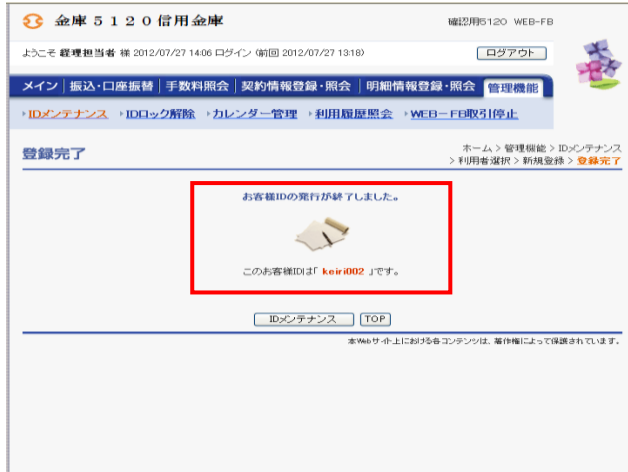 金庫5120信用金庫
確認用5120 WEB-FB
ようこそ 経理担当者 様 2012/07/27 14:06 ログイン (前回 2012/07/27 13:18)
ログアウト
メイン 振込・口座振替 手数料照会 契約情報登録・照会 明細情報登録・照会 管理機能
IDメンテナンス IDロック解除 カレンダー管理 利用履歴照会 WEB-FB取引停止
登録完了
ホーム > 管理機能 > IDメンテナンス
> 利用者選択 > 新規登録 > 登録完了
お客様IDの発行が終了しました。
このお客様IDは「 keiri002 」です。
IDメンテナンス TOP
本Webサイト上における各コンテンツは、著作権によって保護されています。